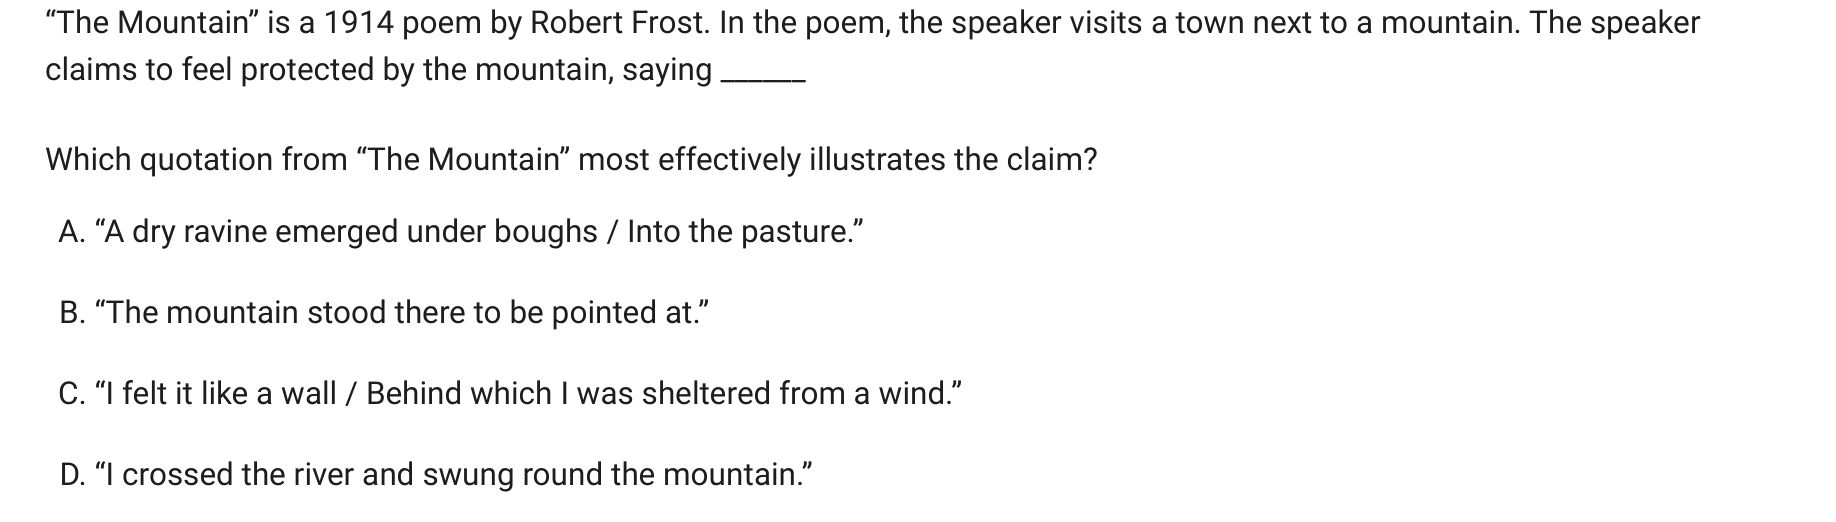 “The Mountain” is a 1914 poem by Robert Frost. In the poem, the speaker visits a town next to a mountain. The speaker
claims to feel protected by the mountain, saying ______
Which quotation from “The Mountain” most effectively illustrates the claim?
A. “A dry ravine emerged under boughs / Into the pasture.”
B. “The mountain stood there to be pointed at.”
C. “I felt it like a wall / Behind which I was sheltered from a wind.”
D. “I crossed the river and swung round the mountain.”